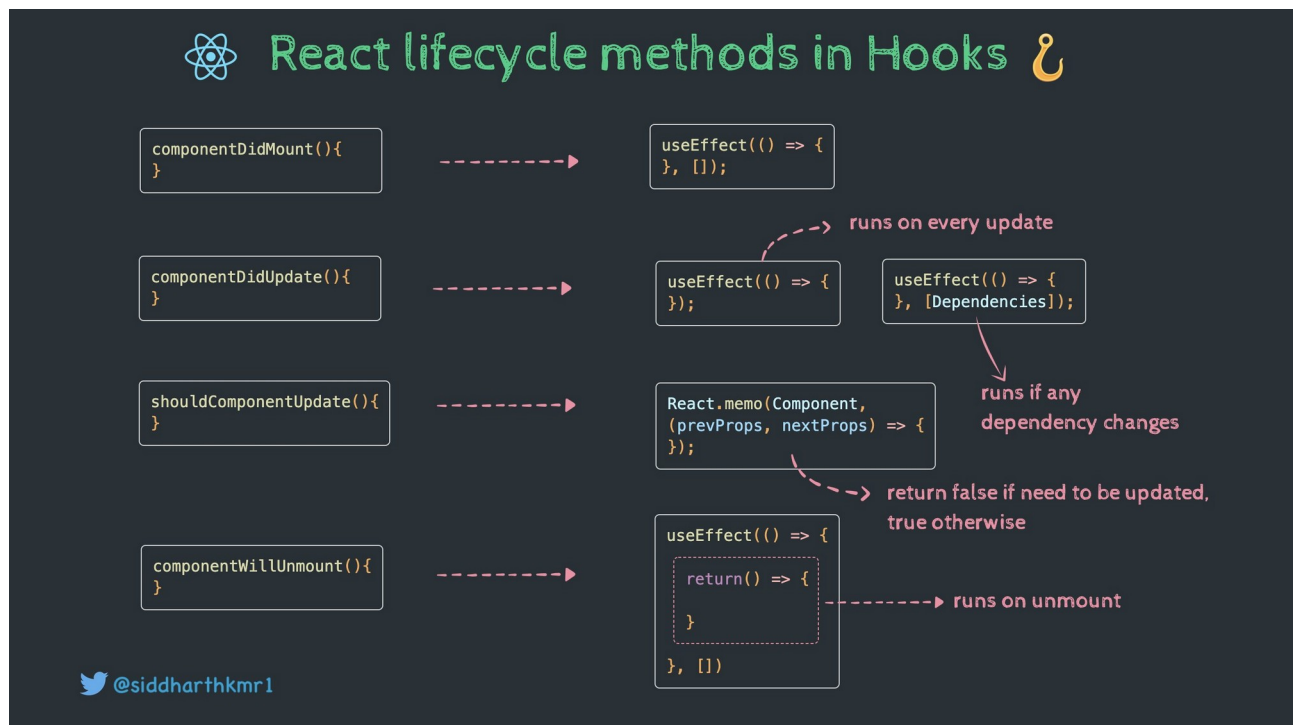 React lifecycle methods in Hooks
componentDidMount(){
}
useEffect(() => {
}, []);
runs on every update
componentDidUpdate(){
}
useEffect(() => {
});
useEffect(() => {
}, [Dependencies]);
runs if any
dependency changes
shouldComponentUpdate(){
}
React.memo(Component,
(prevProps, nextProps) => {
});
return false if need to be updated,
true otherwise
componentWillUnmount(){
}
useEffect(() => {
return() => {
}
}, [])
runs on unmount
@siddharthkmr1